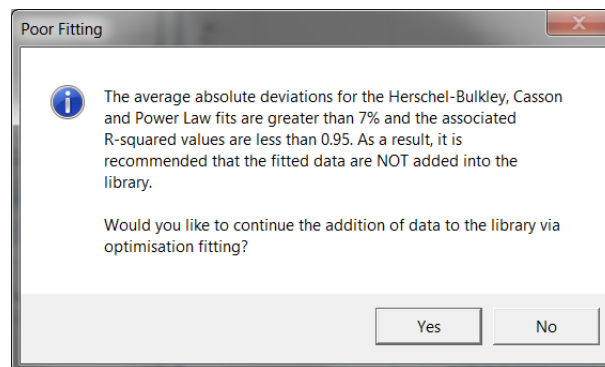 Poor Fitting
The average absolute deviations for the Herschel-Bulkley, Casson
and Power Law fits are greater than 7% and the associated
R-squared values are less than 0.95. As a result, it is
recommended that the fitted data are NOT added into the
library.
Would you like to continue the addition of data to the library via
optimisation fitting?
Yes
No